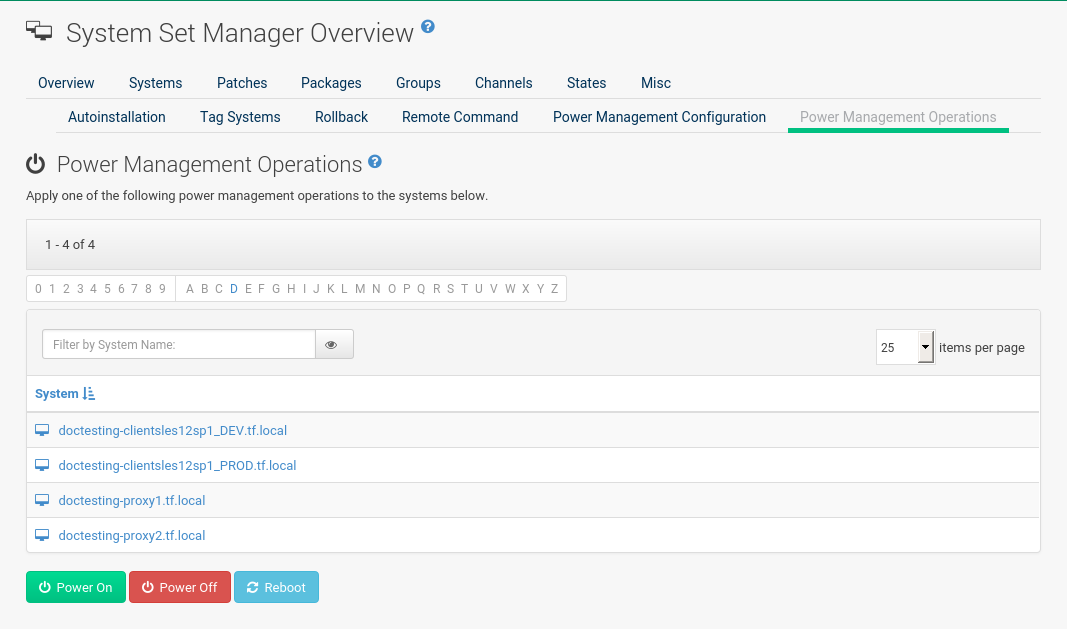 System Set Manager Overview ?
Overview Systems Patches Packages Groups Channels States Misc
Autoinstallation Tag Systems Rollback Remote Command Power Management Configuration Power Management Operations
Power Management Operations ?
Apply one of the following power management operations to the systems below.
1 - 4 of 4
0 1 2 3 4 5 6 7 8 9 A B C D E F G H I J K L M N O P Q R S T U V W X Y Z
Filter by System Name: 25 items per page
System
doctesting-clientsles12sp1_DEV.tf.local
doctesting-clientsles12sp1_PROD.tf.local
doctesting-proxy1.tf.local
doctesting-proxy2.tf.local
Power On Power Off Reboot